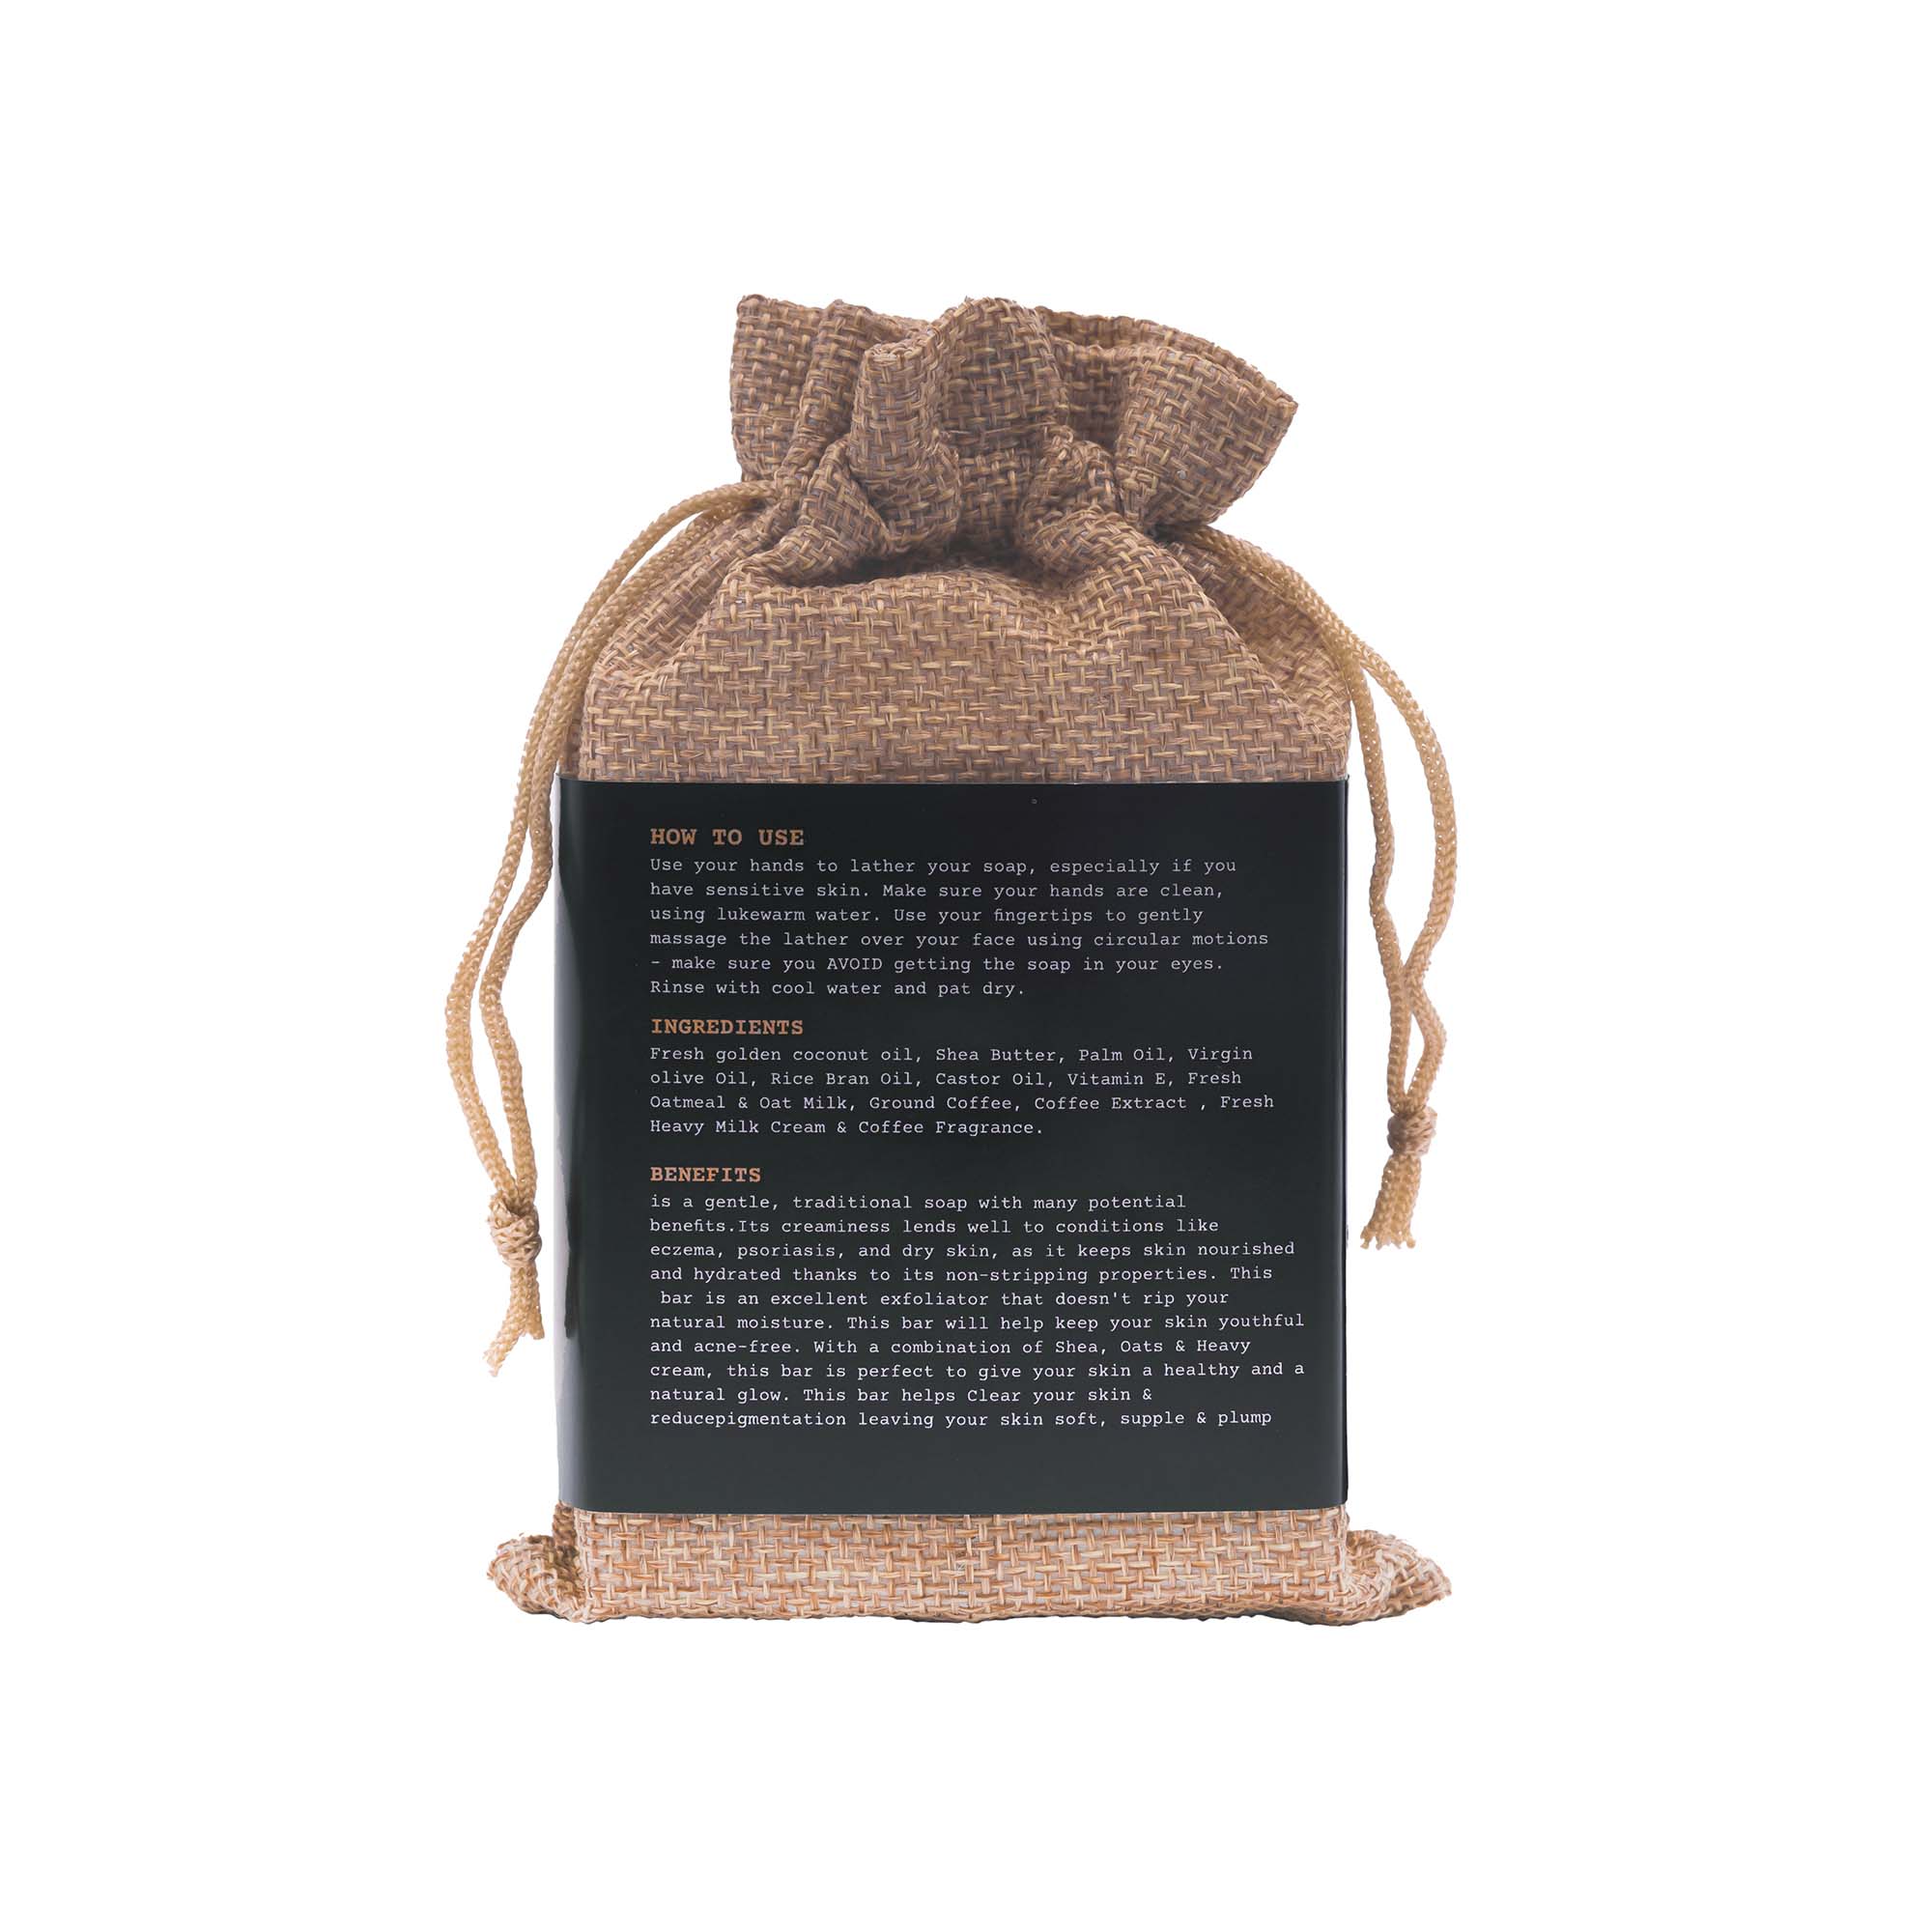 HOW TO USE
Use your hands to lather your soap, especially if you
have sensitive skin. Make sure your hands are clean,
using lukewarm water. Use your fingertips to gently
massage the lather over your face using circular motions
- make sure you AVOID getting the soap in your eyes.
Rinse with cool water and pat dry.
INGREDIENTS
Fresh golden coconut oil, Shea Butter, Palm Oil, Virgin
olive Oil, Rice Bran Oil, Castor Oil, Vitamin E, Fresh
Oatmeal & Oat Milk, Ground Coffee, Coffee Extract , Fresh
Heavy Milk Cream & Coffee Fragrance.
BENEFITS
is a gentle, traditional soap with many potential
benefits.Its creaminess lends well to conditions like
eczema, psoriasis, and dry skin, as it keeps skin nourished
and hydrated thanks to its non-stripping properties. This
bar is an excellent exfoliator that doesn't rip your
natural moisture. This bar will help keep your skin youthful
and acne-free. With a combination of Shea, Oats & Heavy
cream, this bar is perfect to give your skin a healthy and a
natural glow. This bar helps Clear your skin &
reducepigmentation leaving your skin soft, supple & plump